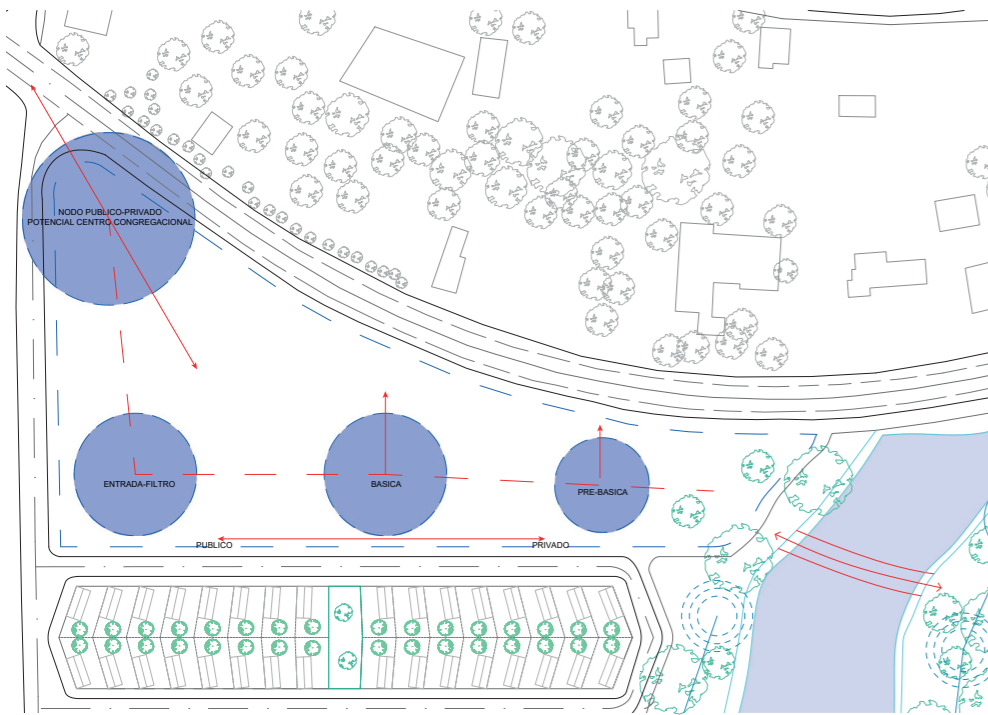 NODO PUBLICO-PRIVADO
POTENCIAL CENTRO CONGREGACIONAL
ENTRADA-FILTRO
BASICA
PRE-BASICA
PUBLICO
PRIVADO